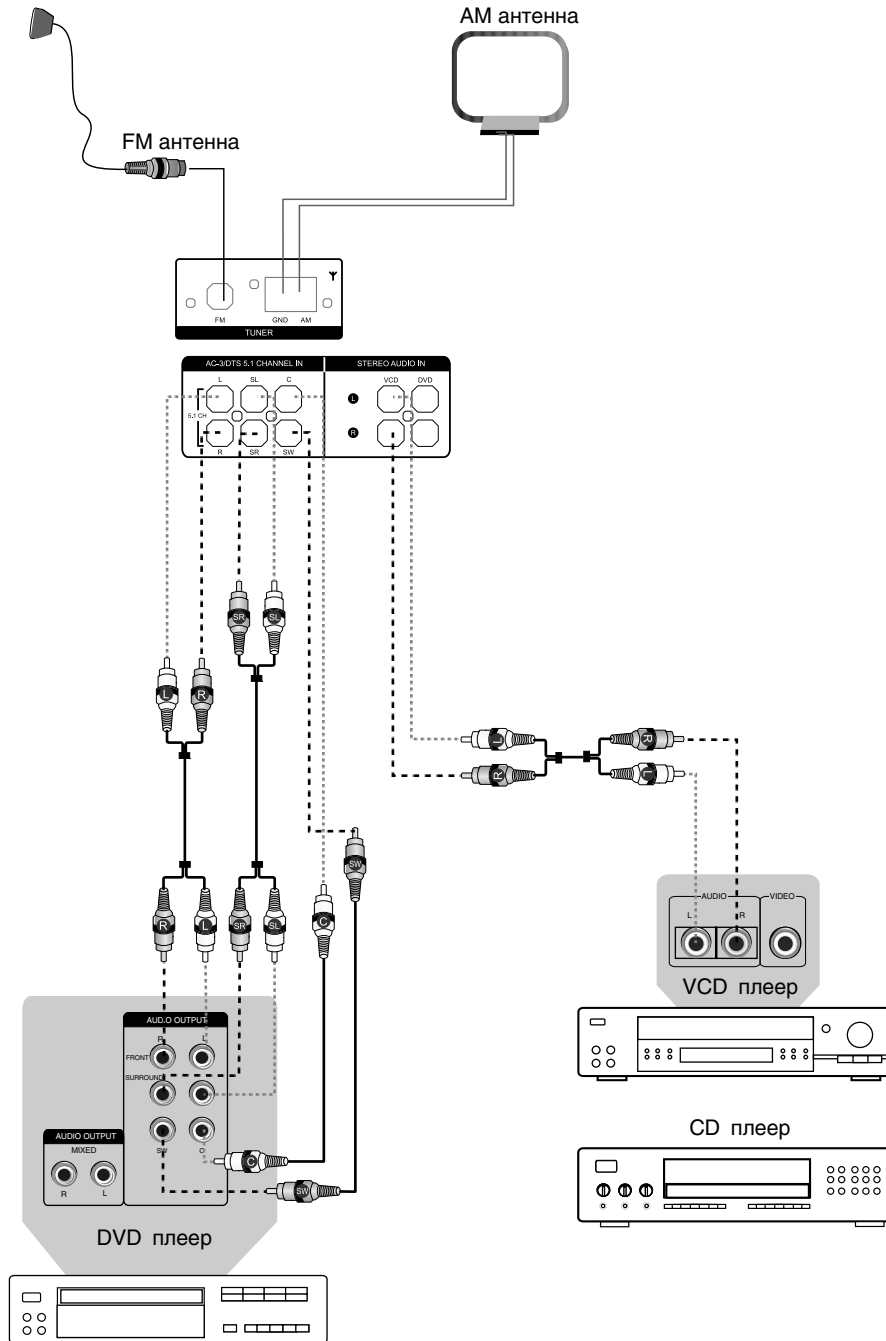 AM антенна
FM антенна
FM GND AM
TUNER
AC-3/DTS 5.1 CHANNEL IN STEREO AUDIO IN
L SL C VCD DVD
L
5.1 CH
R
R SR SW
SR SL
L R
L R
R L
SW
R L SR SL C
AUDIO VIDEO
L R
VCD плеер
AUD.O OUTPUT
R L
FRONT
SURROUND
AUDIO OUTPUT
MIXED
SW C
C
R L
SW
CD плеер
DVD плеер